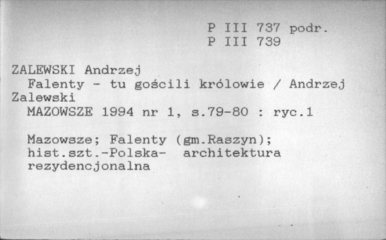 P III 737 podr.
P III 739
ZALEWSKI Andrzej
Falenty - tu gościli królowie / Andrzej
Zalewski
MAZOWSZE 1994 nr 1, s.79-80 : ryc.1
Mazowsze; Falenty (gm.Raszyn);
hist.szt.-Polska- architektura
rezydencjonalna